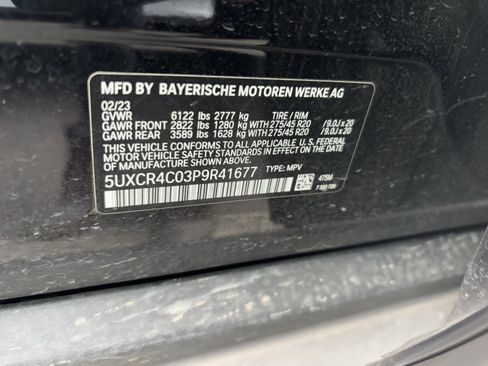 MFD BY BAYERISCHE MOTOREN WERKE AG
02/23
GVWR 6122 lbs 2777 kg TIRE / RIM
GAWR FRONT 2822 lbs 1280 kg WITH 275/45 R20 /9.0J x 20
GAWR REAR 3589 lbs 1628 kg WITH 275/45 R20 /9.0J x 20
THIS VEHICLE CONFORMS TO ALL APPLICABLE U.S. FEDERAL
MOTOR VEHICLE SAFETY STANDARDS IN EFFECT ON THE DATE
OF MANUFACTURE SHOWN ABOVE.
5UXCR4C03P9R41677 TYPE: MPV
475M